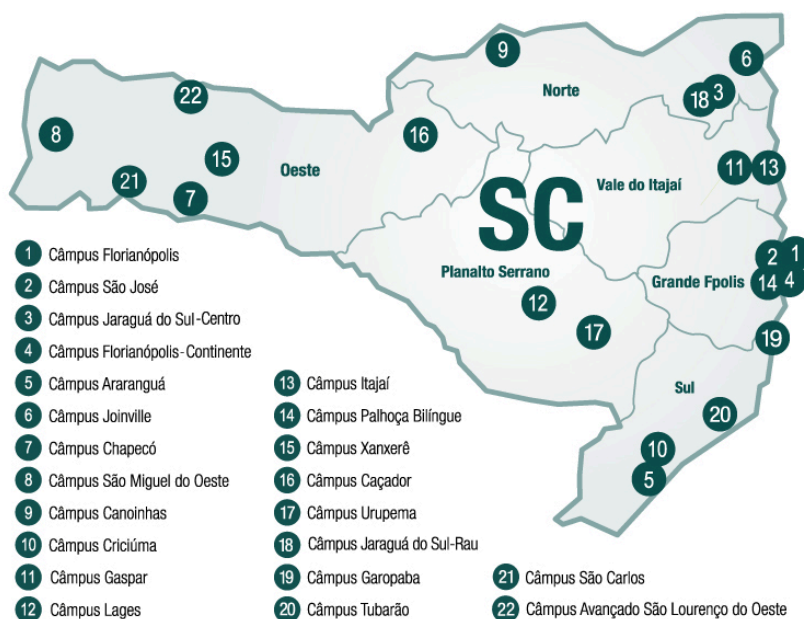 9
6
Norte
3
18
22
8
16
15
Oeste
11
13
21
7
Vale do Itajaí
SC
2
1
Planalto Serrano
Grande Fpolis
14
4
12
17
19
Sul
20
10
5
1 Câmpus Florianópolis
2 Câmpus São José
3 Câmpus Jaraguá do Sul-Centro
4 Câmpus Florianópolis-Continente
5 Câmpus Araranguá
6 Câmpus Joinville
7 Câmpus Chapecó
8 Câmpus São Miguel do Oeste
9 Câmpus Canoinhas
10 Câmpus Criciúma
11 Câmpus Gaspar
12 Câmpus Lages
13 Câmpus Itajaí
14 Câmpus Palhoça Bilíngue
15 Câmpus Xanxerê
16 Câmpus Caçador
17 Câmpus Urupema
18 Câmpus Jaraguá do Sul-Rau
19 Câmpus Garopaba
20 Câmpus Tubarão
21 Câmpus São Carlos
22 Câmpus Avançado São Lourenço do Oeste